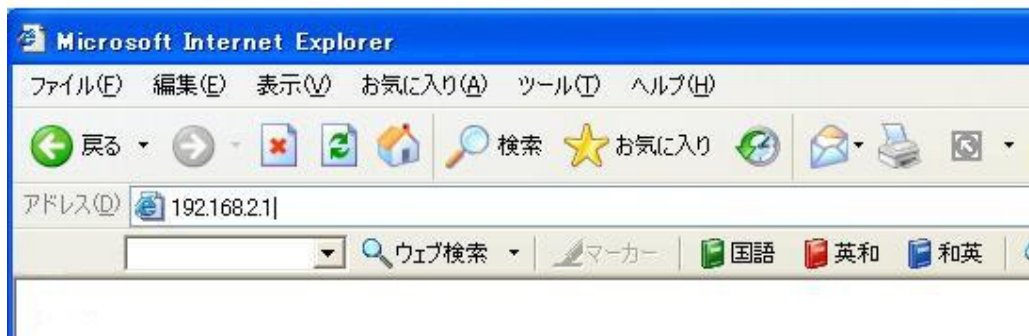 Microsoft Internet Explorer
ファイル(F) 編集(E) 表示(V) お気に入り(A) ツール(T) ヘルプ(H)
戻る 検索 お気に入り
アドレス(D) 192.168.2.1
ウェブ検索 マーカー 国語 英和 和英